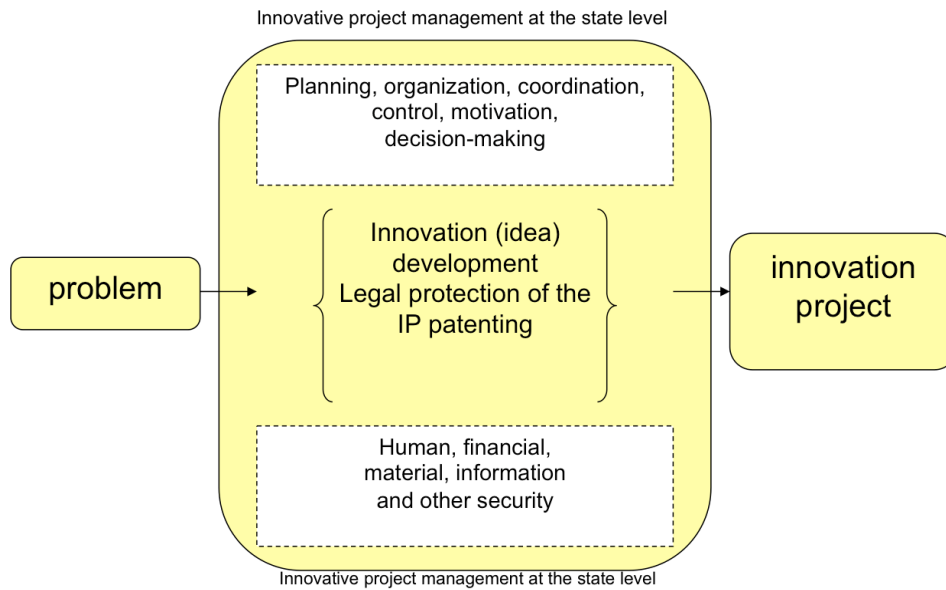 Innovative project management at the state level
Planning, organization, coordination,
control, motivation,
decision-making
problem
Innovation (idea)
development
Legal protection of the
IP patenting
innovation
project
Human, financial,
material, information
and other security
Innovative project management at the state level